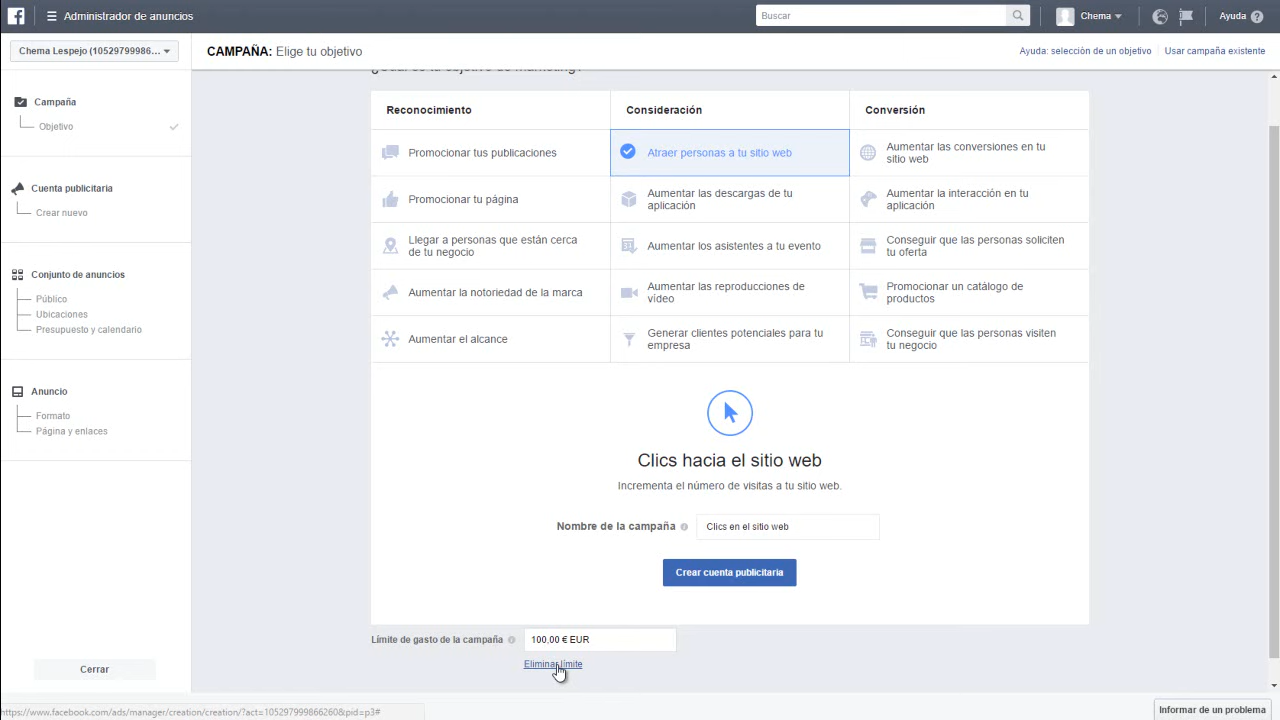 Administrador de anuncios
Buscar
Chema
Ayuda
Chema Lespejo (10529799986...
CAMPAÑA: Elige tu objetivo
Ayuda: selección de un objetivo
Usar campaña existente
Campaña
Objetivo
Cuenta publicitaria
Crear nuevo
Conjunto de anuncios
Público
Ubicaciones
Presupuesto y calendario
Anuncio
Formato
Página y enlaces
Cerrar
¿Cuál es tu objetivo de marketing?
Reconocimiento
Consideración
Conversión
Promocionar tus publicaciones
Atraer personas a tu sitio web
Aumentar las conversiones en tu
sitio web
Promocionar tu página
Aumentar las descargas de tu
aplicación
Aumentar la interacción en tu
aplicación
Llegar a personas que están cerca
de tu negocio
Aumentar los asistentes a tu evento
Conseguir que las personas soliciten
tu oferta
Aumentar la notoriedad de la marca
Aumentar las reproducciones de
vídeo
Promocionar un catálogo de
productos
Aumentar el alcance
Generar clientes potenciales para tu
empresa
Conseguir que las personas visiten
tu negocio
Clics hacia el sitio web
Incrementa el número de visitas a tu sitio web.
Nombre de la campaña
Clics en el sitio web
Crear cuenta publicitaria
Límite de gasto de la campaña
100,00 € EUR
Eliminar límite
https://www.facebook.com/ads/manager/creation/creation/?act=105297999866260&pid=p3#
Informar de un problema